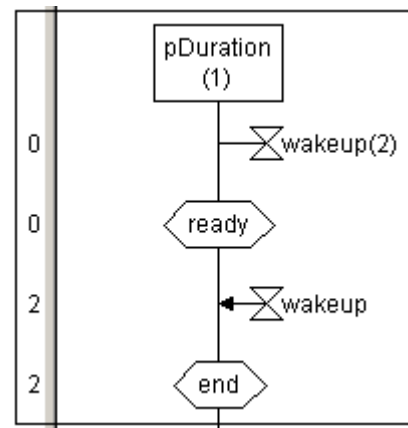 pDuration
(1)
0 wakeup(2)
0 ready
2 wakeup
2 end